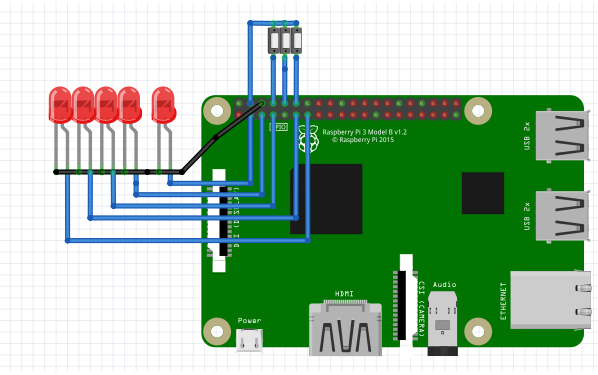 GPIO
Raspberry Pi 3 Model B v1.2
© Raspberry Pi 2015
USB 2x
USB 2x
DSI (DISPLAY)
HDMI
CSI (CAMERA)
Audio
ETHERNET
Power